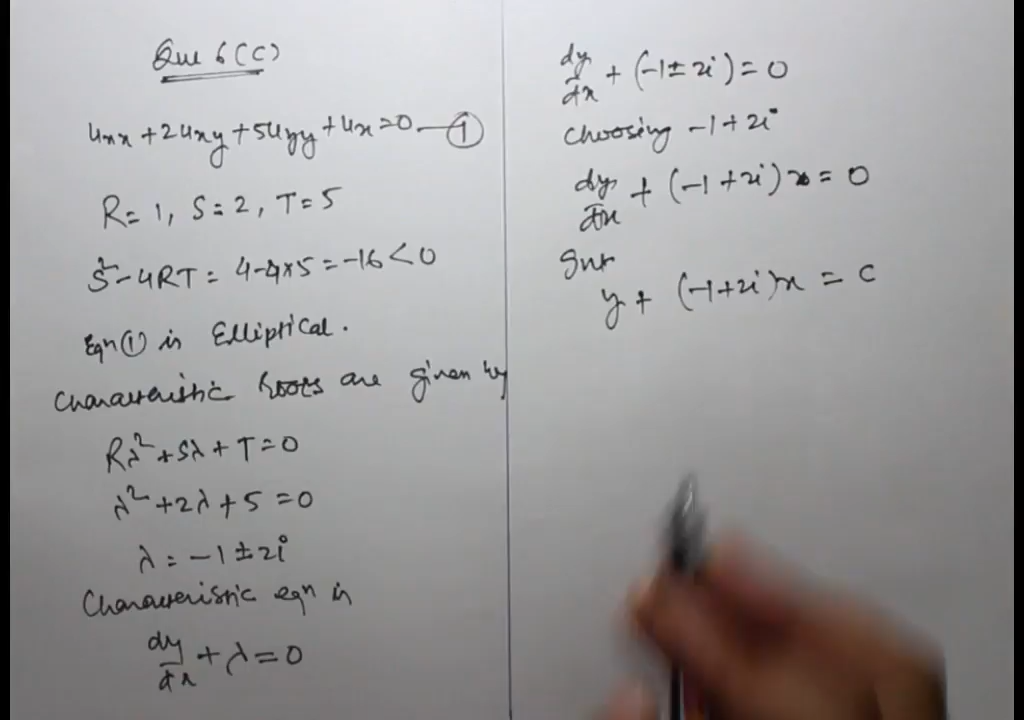 Que 6 (C)
uxx + 2uxy + 5uyy + ux = 0 — ①
R = 1, S = 2, T = 5
S² - 4RT = 4 - 4×5 = -16 < 0
Eqn ① is Elliptical.
Characteristic Roots are given by
Rλ² + Sλ + T = 0
λ² + 2λ + 5 = 0
λ = -1 ± 2i
Characteristic eqn is
dy/dx + λ = 0
dy/dx + (-1 ± 2i) = 0
choosing -1 + 2i
dy/dx + (-1 + 2i) = 0
y + (-1 + 2i)x = c